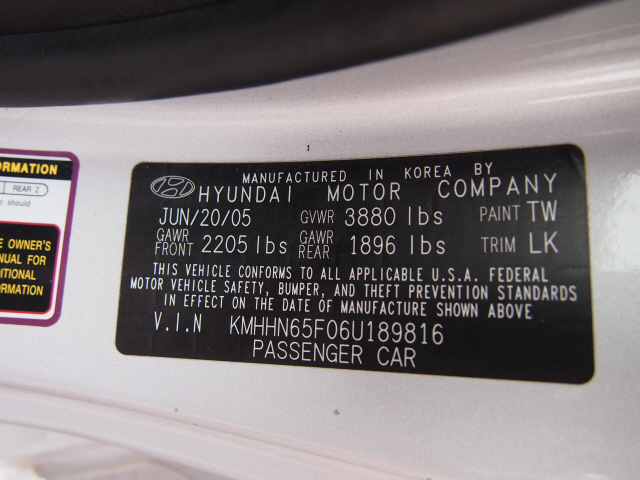 ORMATION
REAR 2
should
E OWNER'S
NUAL FOR
DITIONAL
ORMATION
MANUFACTURED IN KOREA BY
HYUNDAI MOTOR COMPANY
JUN/20/05 GVWR 3880 lbs PAINT TW
GAWR FRONT 2205 lbs GAWR REAR 1896 lbs TRIM LK
THIS VEHICLE CONFORMS TO ALL APPLICABLE U.S.A. FEDERAL
MOTOR VEHICLE SAFETY, BUMPER, AND THEFT PREVENTION STANDARDS
IN EFFECT ON THE DATE OF MANUFACTURE SHOWN ABOVE
V.I.N KMHHN65F06U189816
PASSENGER CAR